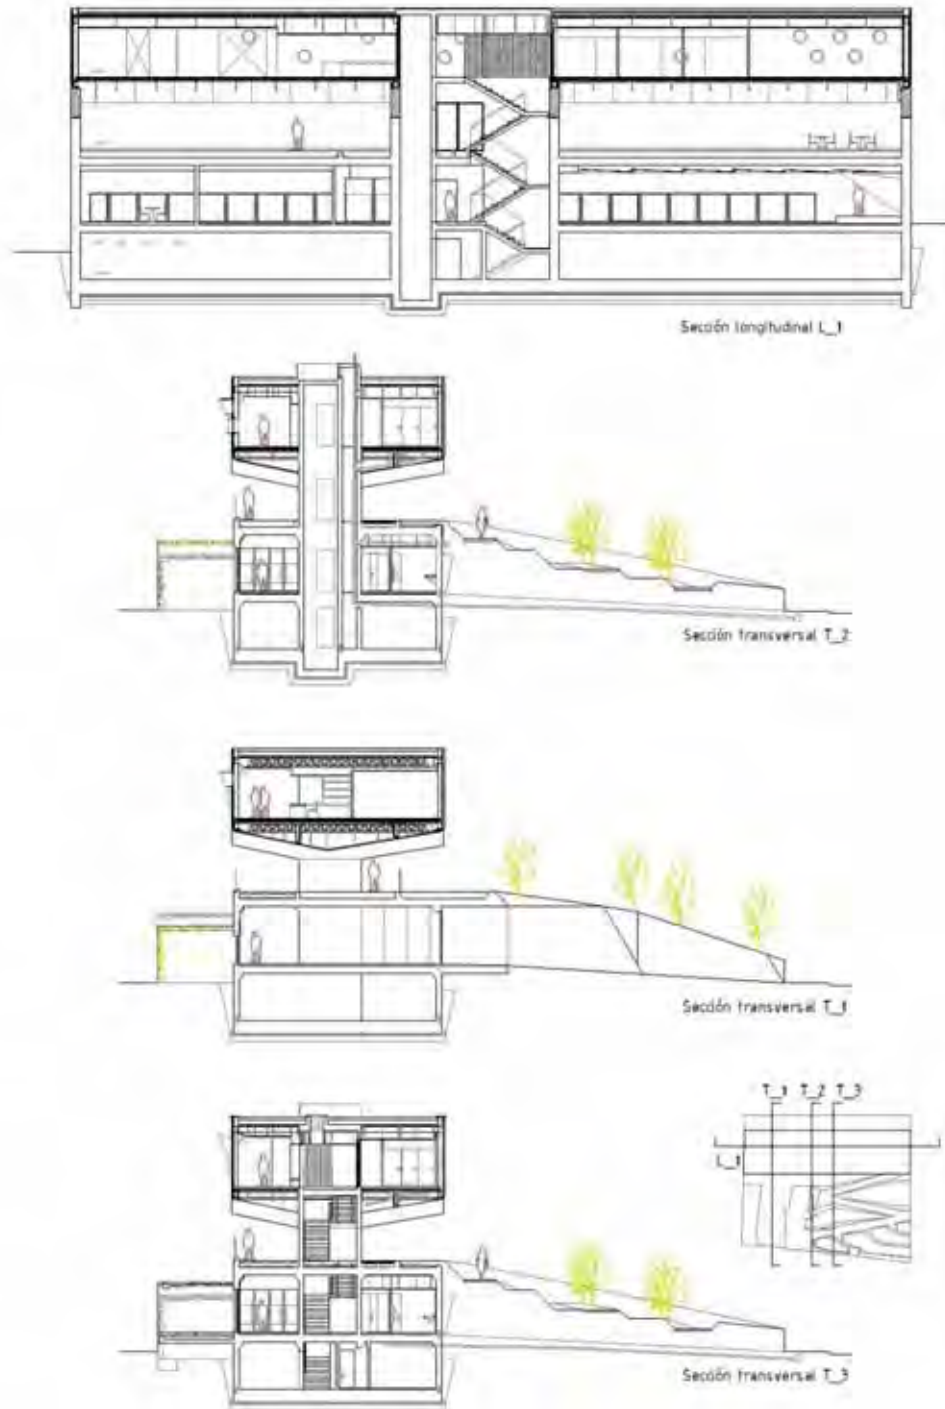 Sección longitudinal L_1
Sección transversal T_2
Sección transversal T_1
T_1 T_2 T_3
L_1
Sección transversal T_3